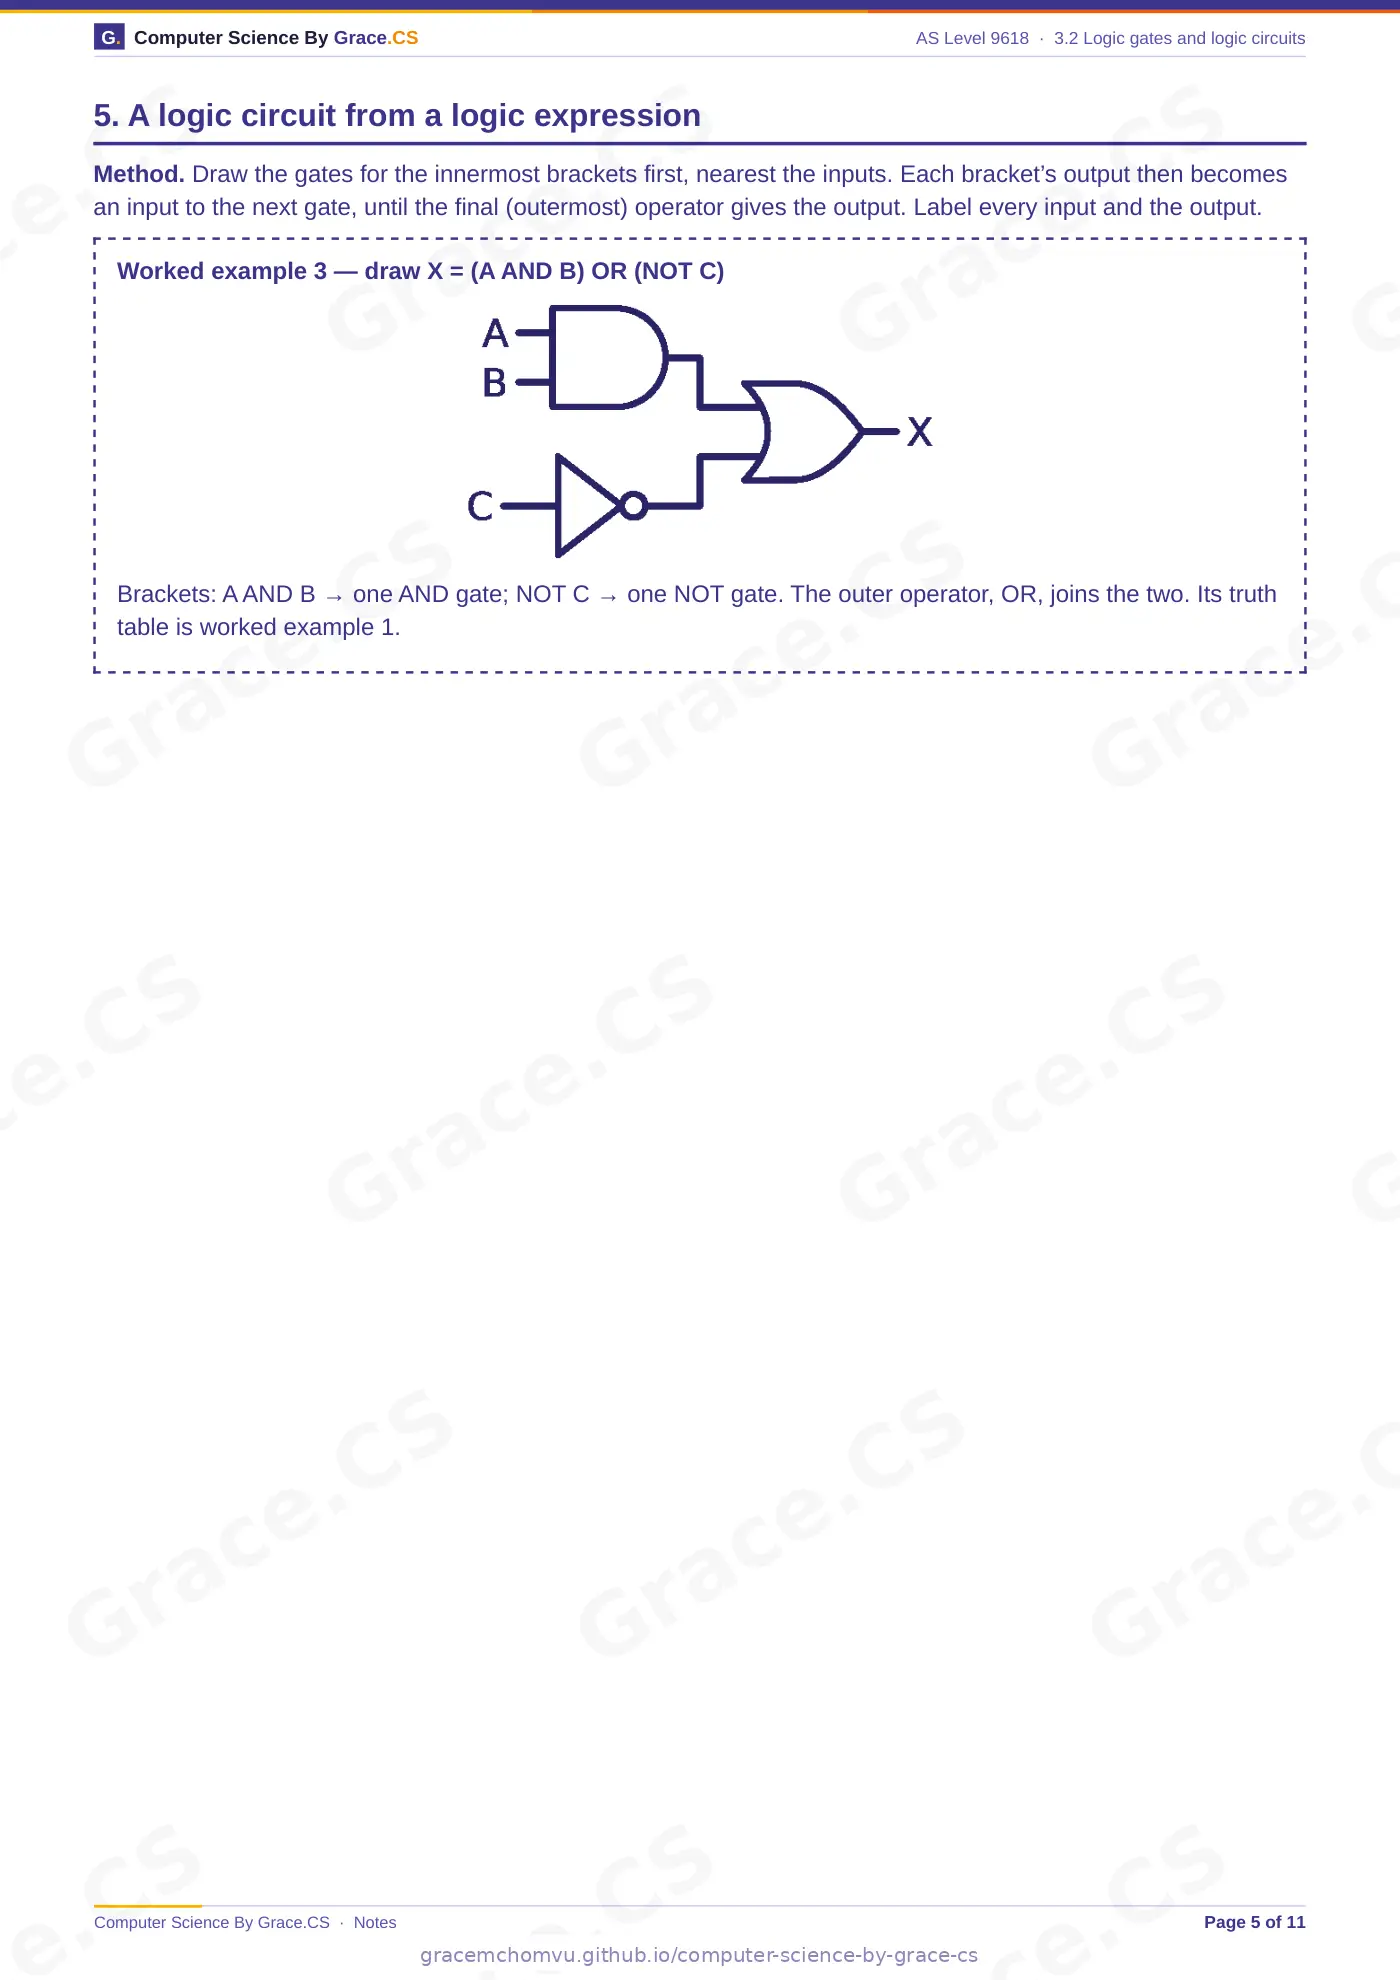 G. Computer Science By Grace.CS
AS Level 9618 · 3.2 Logic gates and logic circuits
5. A logic circuit from a logic expression
Method. Draw the gates for the innermost brackets first, nearest the inputs. Each bracket’s output then becomes
an input to the next gate, until the final (outermost) operator gives the output. Label every input and the output.
Worked example 3 — draw X = (A AND B) OR (NOT C)
A
B
X
C
Brackets: A AND B → one AND gate; NOT C → one NOT gate. The outer operator, OR, joins the two. Its truth
table is worked example 1.
Computer Science By Grace.CS · Notes
Page 5 of 11
gracemchomvu.github.io/computer-science-by-grace-cs
Grace.CS